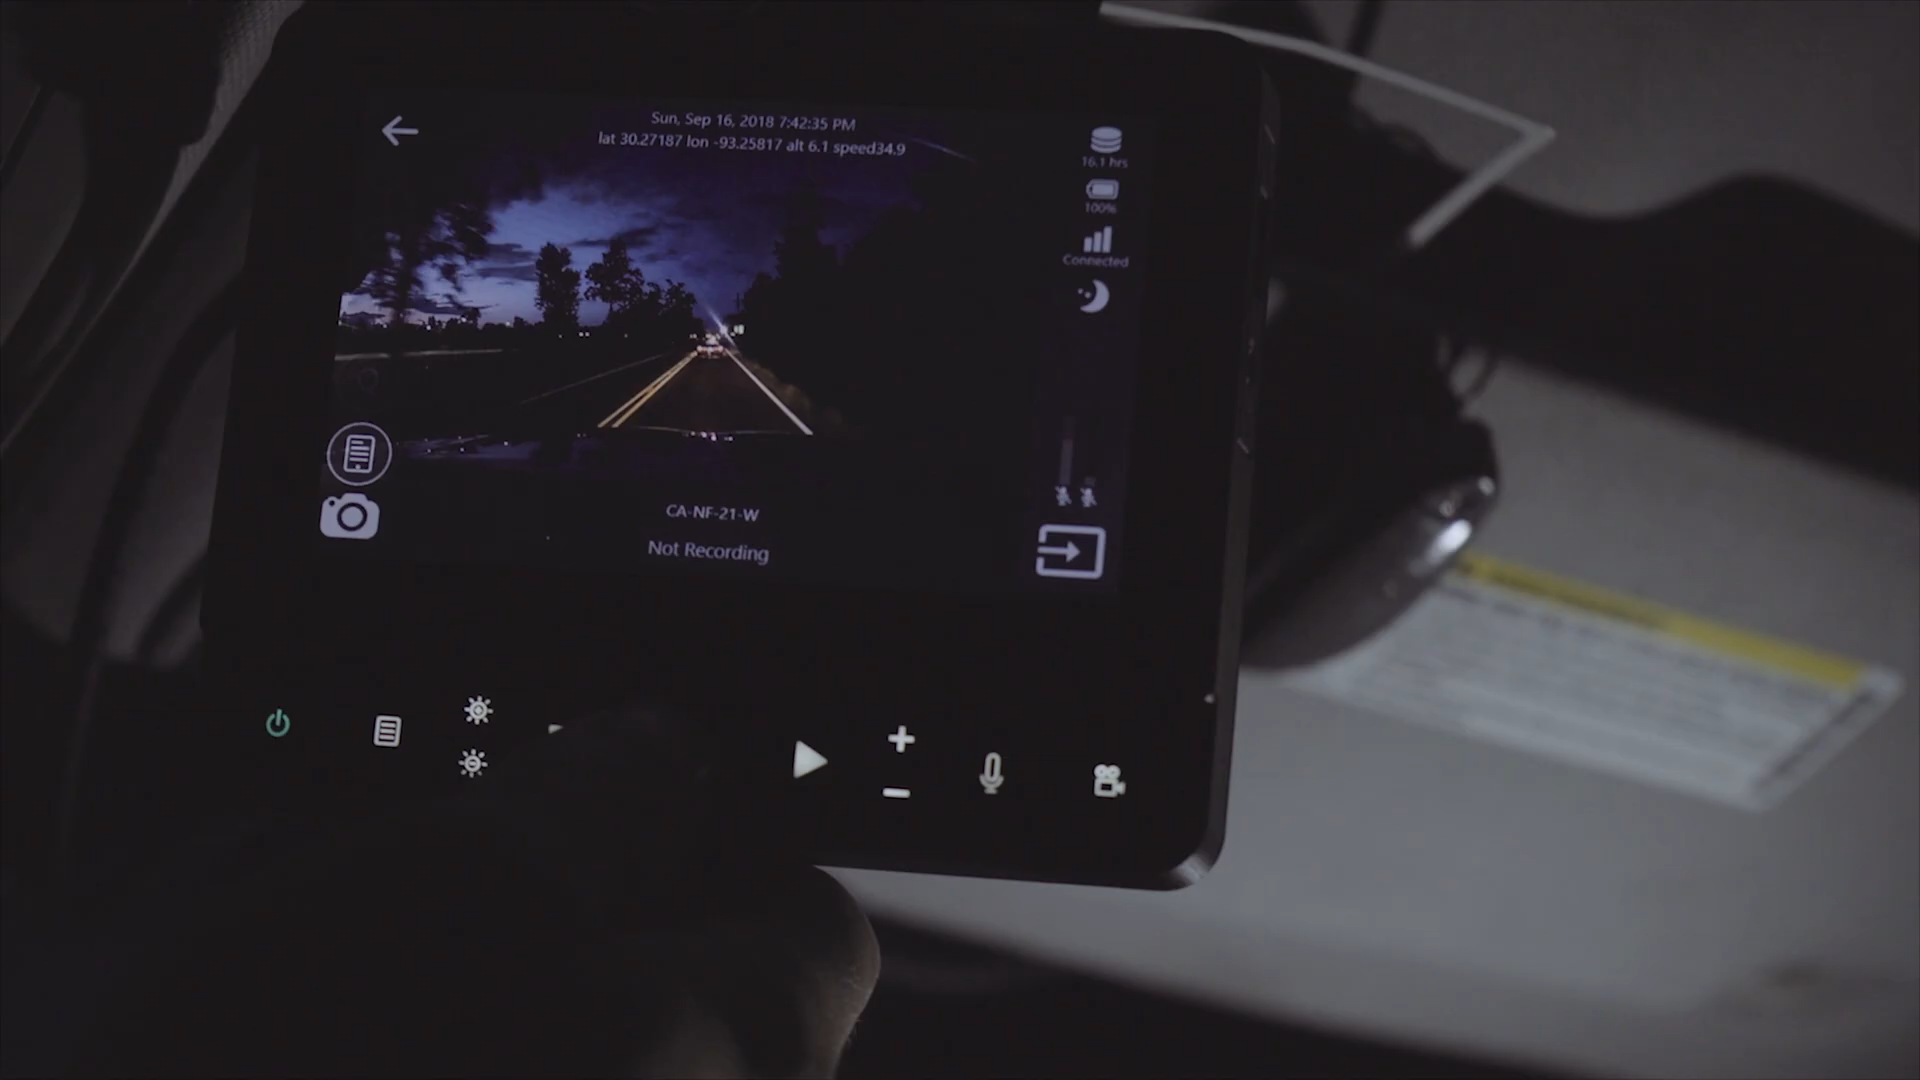 Sun, Sep 16, 2018 7:42:35 PM
lat 30.27187 lon -93.25817 alt 6.1 speed34.9
16.1 hrs
100%
Connected
CA-NF-21-W
Not Recording